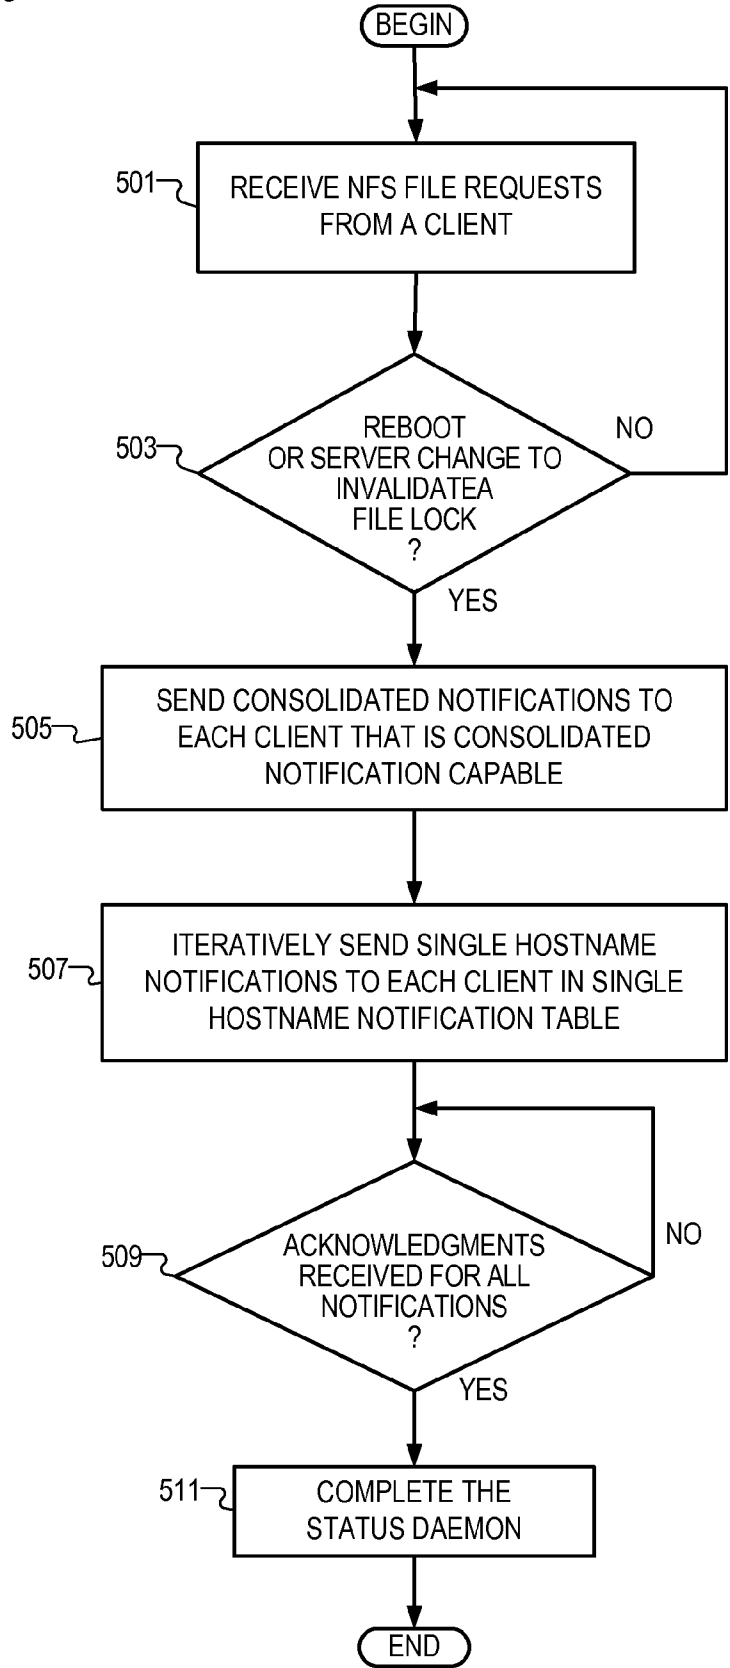 BEGIN
501
RECEIVE NFS FILE REQUESTS
FROM A CLIENT
503
REBOOT
OR SERVER CHANGE TO
INVALIDATEA
FILE LOCK
?
NO
YES
505
SEND CONSOLIDATED NOTIFICATIONS TO
EACH CLIENT THAT IS CONSOLIDATED
NOTIFICATION CAPABLE
507
ITERATIVELY SEND SINGLE HOSTNAME
NOTIFICATIONS TO EACH CLIENT IN SINGLE
HOSTNAME NOTIFICATION TABLE
509
ACKNOWLEDGMENTS
RECEIVED FOR ALL
NOTIFICATIONS
?
NO
YES
511
COMPLETE THE
STATUS DAEMON
END